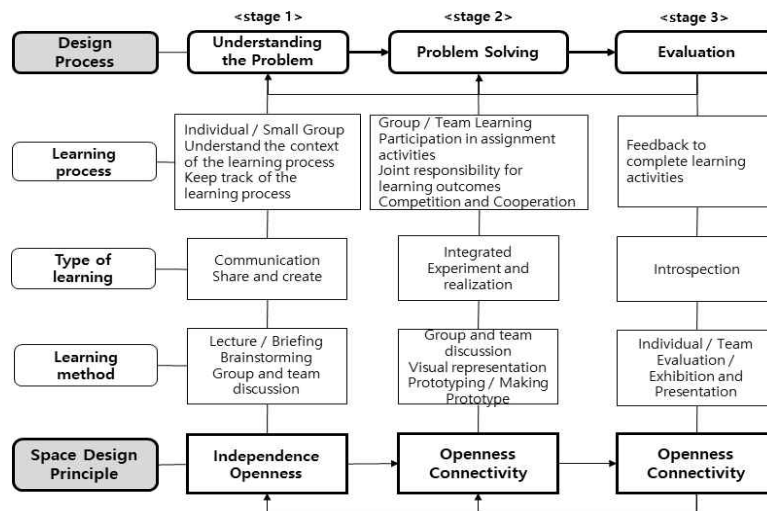 <stage 1>
<stage 2>
<stage 3>
Design
Process
Understanding
the Problem
Problem Solving
Evaluation
Learning
process
Individual / Small Group
Understand the context
of the learning process
Keep track of the
learning process
Group / Team Learning
Participation in assignment
activities
Joint responsibility for
learning outcomes
Competition and Cooperation
Feedback to
complete learning
activities
Type of
learning
Communication
Share and create
Integrated
Experiment and
realization
Introspection
Learning
method
Lecture / Briefing
Brainstorming
Group and team
discussion
Group and team
discussion
Visual representation
Prototyping / Making
Prototype
Individual / Team
Evaluation /
Exhibition and
Presentation
Space Design
Principle
Independence
Openness
Openness
Connectivity
Openness
Connectivity